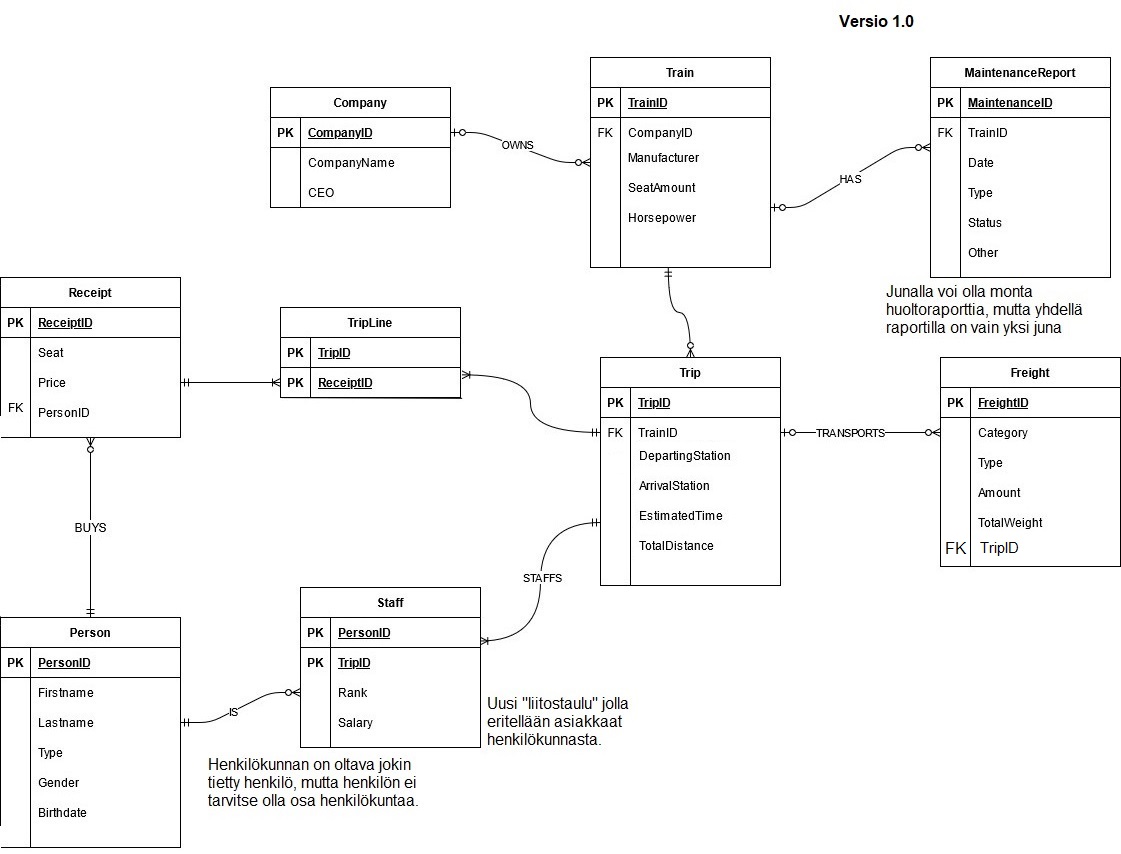 Versio 1.0
Company
PK CompanyID
CompanyName
CEO
OWNS
Train
PK TrainID
FK CompanyID
Manufacturer
SeatAmount
Horsepower
HAS
MaintenanceReport
PK MaintenanceID
FK TrainID
Date
Type
Status
Other
Junalla voi olla monta
huoltoraporttia, mutta yhdellä
raportilla on vain yksi juna
Receipt
PK ReceiptID
Seat
Price
FK PersonID
TripLine
PK TripID
PK ReceiptID
Trip
PK TripID
FK TrainID
DepartingStation
ArrivalStation
EstimatedTime
TotalDistance
TRANSPORTS
Freight
PK FreightID
Category
Type
Amount
TotalWeight
FK TripID
BUYS
STAFFS
Person
PK PersonID
Firstname
Lastname
Type
Gender
Birthdate
IS
Staff
PK PersonID
PK TripID
Rank
Salary
Uusi "liitostaulu" jolla
eritellään asiakkaat
henkilökunnasta.
Henkilökunnan on oltava jokin
tietty henkilö, mutta henkilön ei
tarvitse olla osa henkilökuntaa.